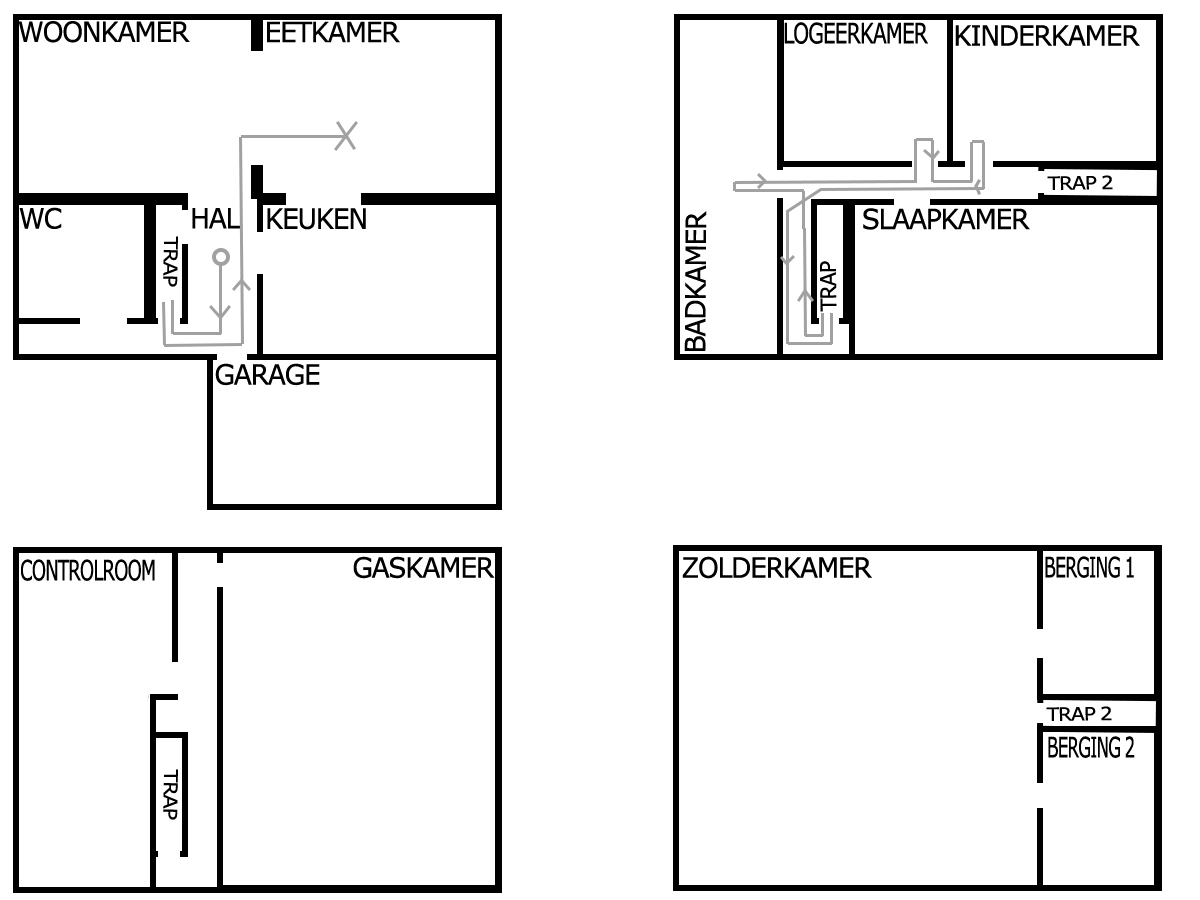 WOONKAMER
EETKAMER
WC
TRAP
HAL
KEUKEN
GARAGE
LOGEERKAMER
KINDERKAMER
TRAP 2
BADKAMER
TRAP
SLAAPKAMER
CONTROLROOM
GASKAMER
TRAP
ZOLDERKAMER
BERGING 1
TRAP 2
BERGING 2